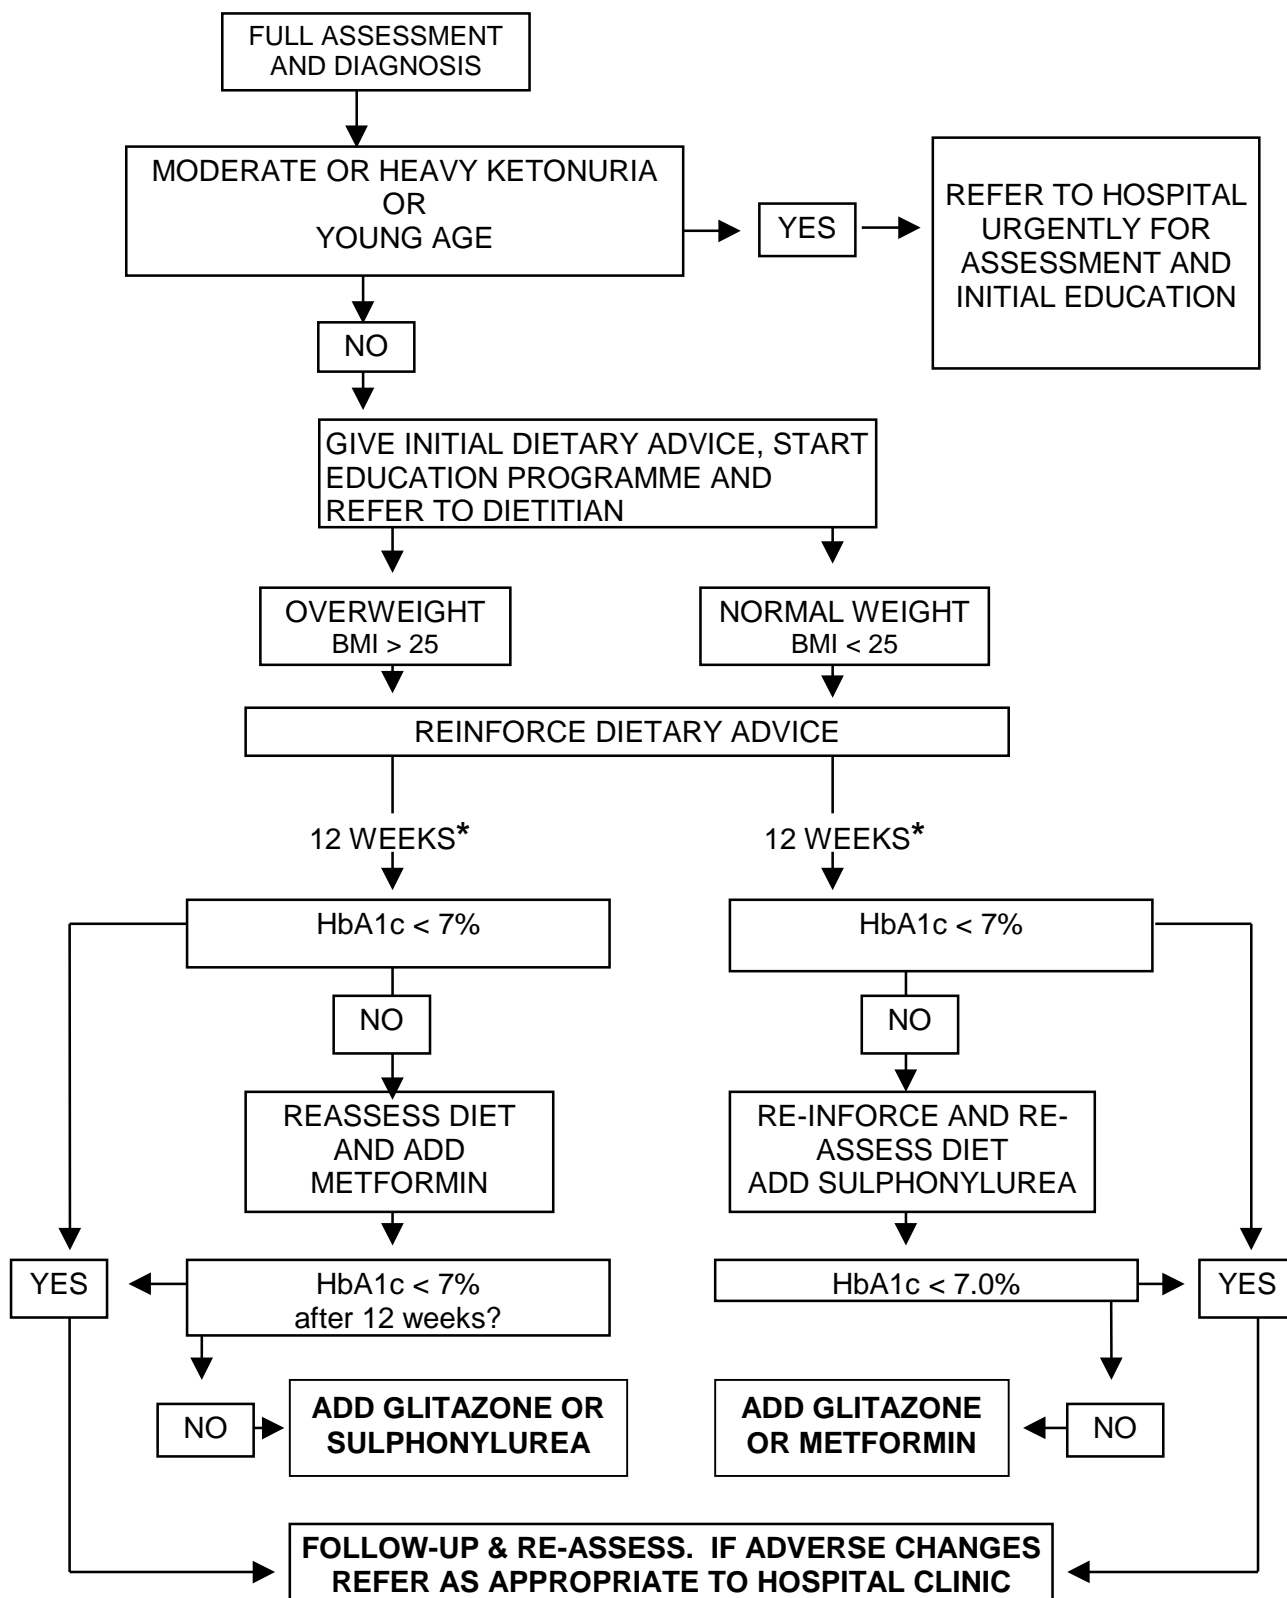 FULL ASSESSMENT
AND DIAGNOSIS
MODERATE OR HEAVY KETONURIA
OR
YOUNG AGE
YES
REFER TO HOSPITAL
URGENTLY FOR
ASSESSMENT AND
INITIAL EDUCATION
NO
GIVE INITIAL DIETARY ADVICE, START
EDUCATION PROGRAMME AND
REFER TO DIETITIAN
OVERWEIGHT
BMI > 25
NORMAL WEIGHT
BMI < 25
REINFORCE DIETARY ADVICE
12 WEEKS*
12 WEEKS*
HbA1c < 7%
HbA1c < 7%
NO
NO
REASSESS DIET
AND ADD
METFORMIN
RE-INFORCE AND RE-
ASSESS DIET
ADD SULPHONYLUREA
YES
HbA1c < 7%
after 12 weeks?
HbA1c < 7.0%
YES
NO
ADD GLITAZONE OR
SULPHONYLUREA
ADD GLITAZONE
OR METFORMIN
NO
FOLLOW-UP & RE-ASSESS.  IF ADVERSE CHANGES
REFER AS APPROPRIATE TO HOSPITAL CLINIC